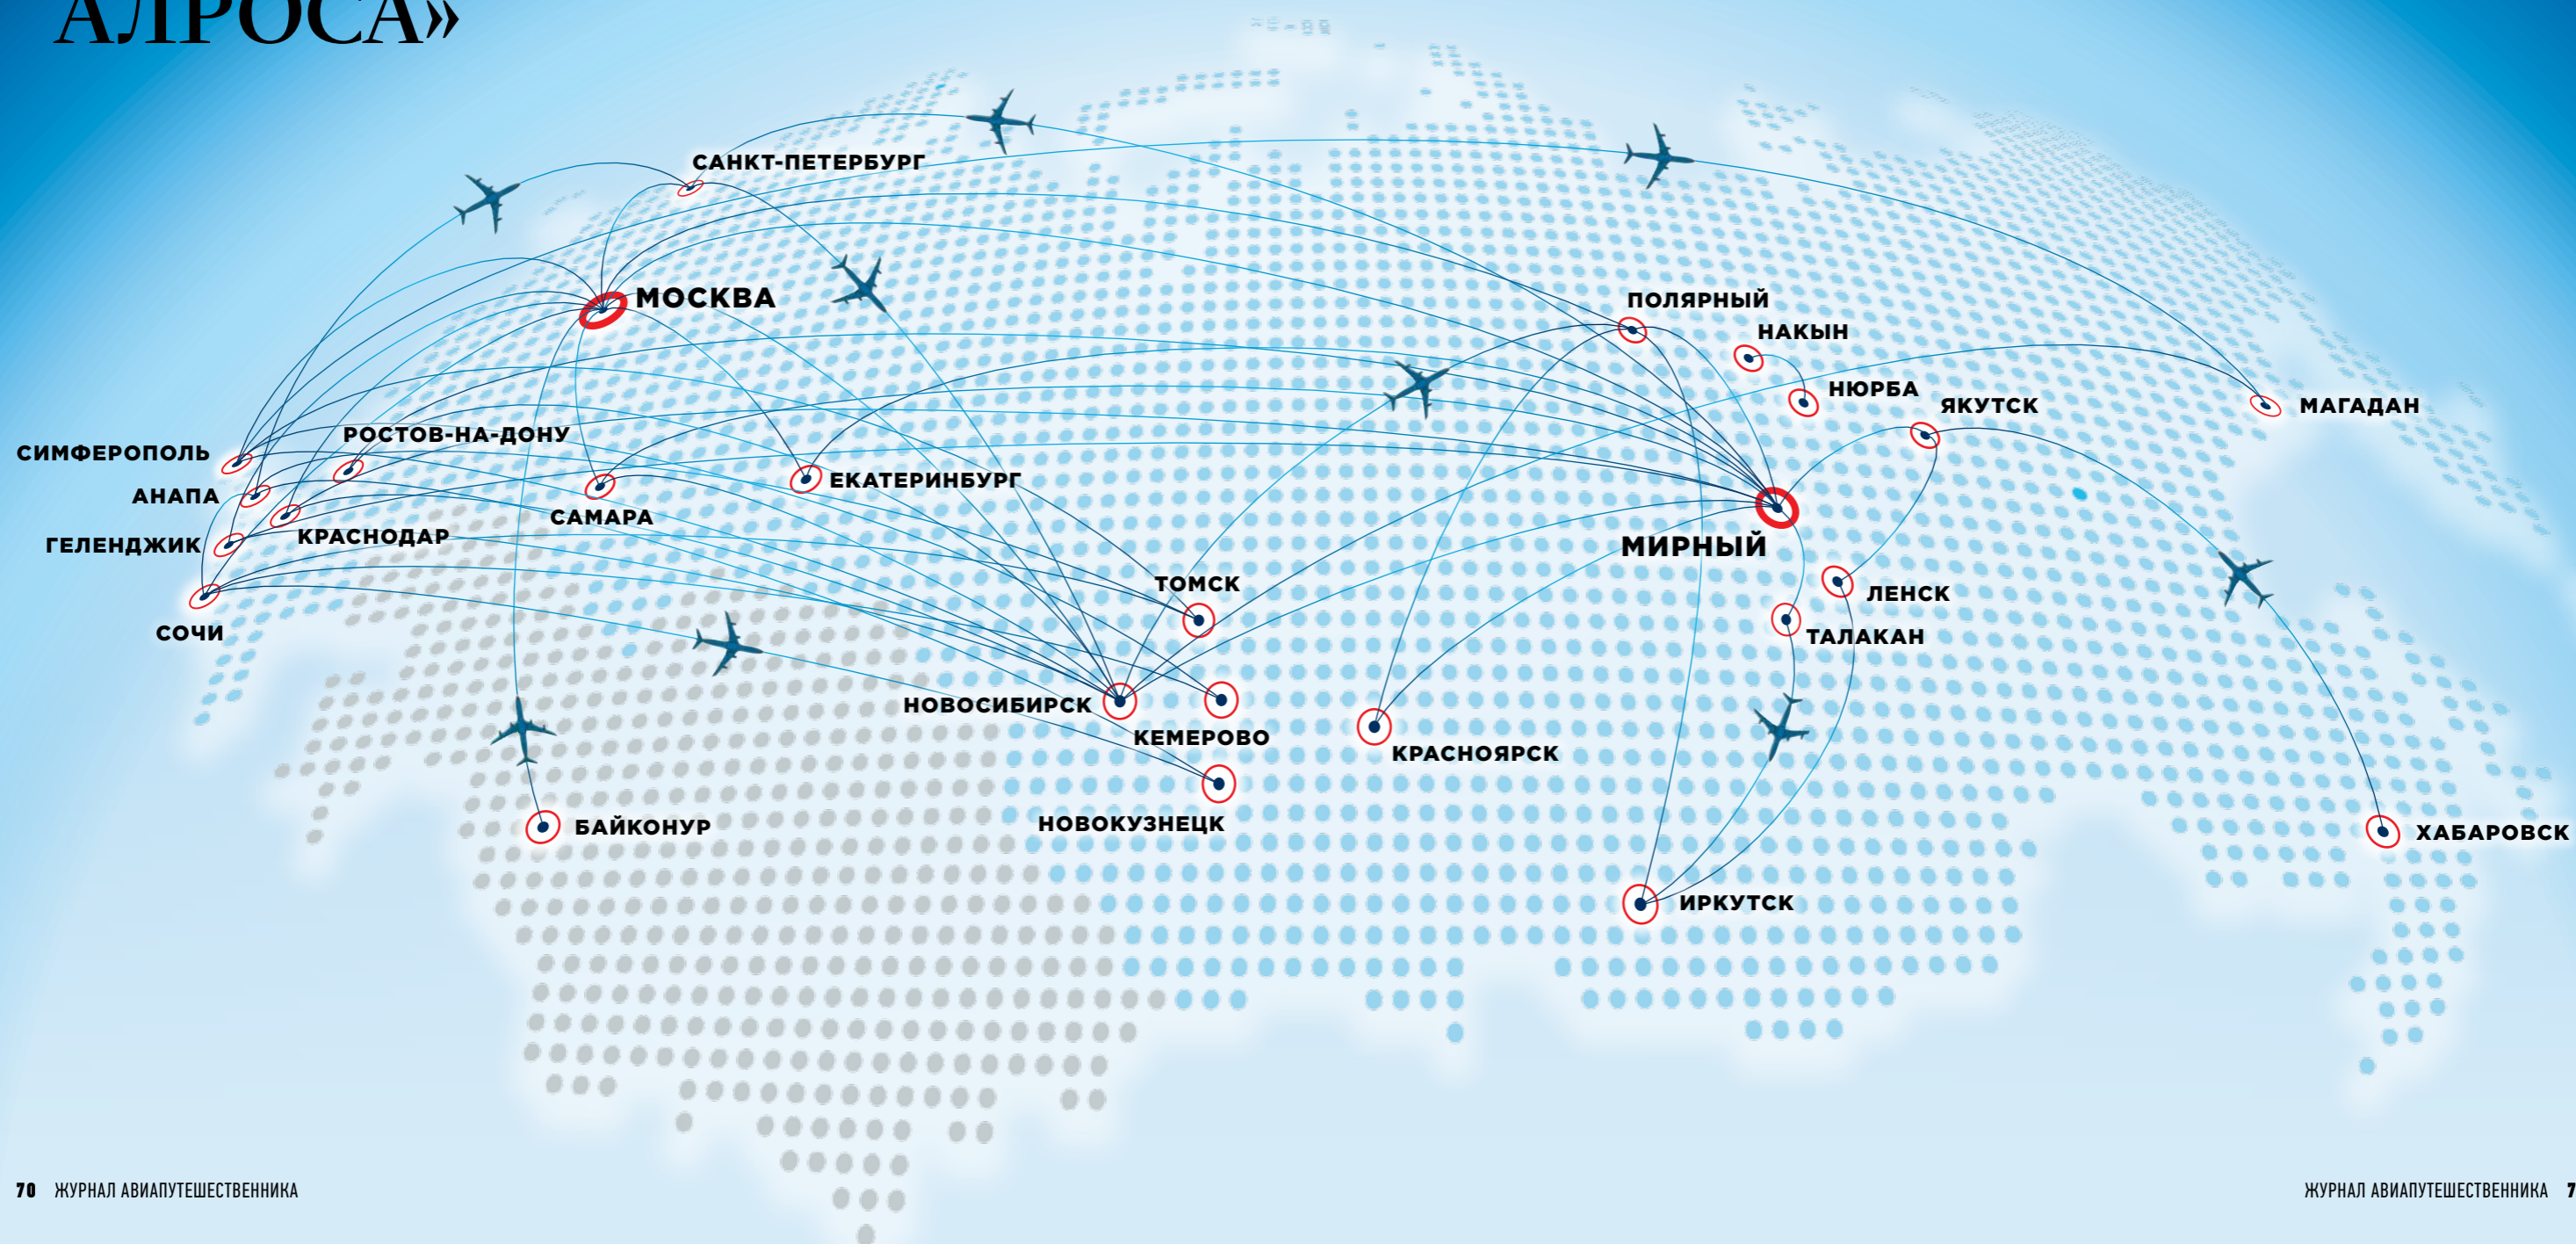 АЛРОСА»
САНКТ-ПЕТЕРБУРГ
МОСКВА
ПОЛЯРНЫЙ
НАКЫН
НЮРБА
ЯКУТСК
МАГАДАН
СИМФЕРОПОЛЬ
РОСТОВ-НА-ДОНУ
АНАПА
ЕКАТЕРИНБУРГ
САМАРА
ГЕЛЕНДЖИК
КРАСНОДАР
МИРНЫЙ
ТОМСК
ЛЕНСК
СОЧИ
ТАЛАКАН
НОВОСИБИРСК
КЕМЕРОВО
КРАСНОЯРСК
НОВОКУЗНЕЦК
БАЙКОНУР
ХАБАРОВСК
ИРКУТСК
70 ЖУРНАЛ АВИАПУТЕШЕСТВЕННИКА
ЖУРНАЛ АВИАПУТЕШЕСТВЕННИКА 7